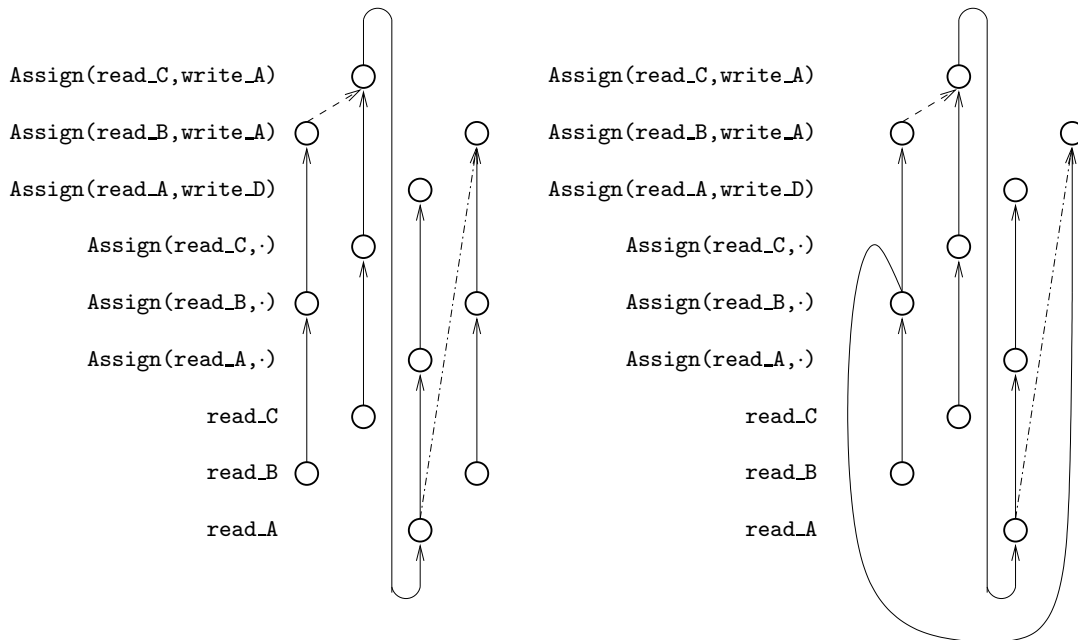 Assign(read_C,write_A)
Assign(read_B,write_A)
Assign(read_A,write_D)
Assign(read_C,·)
Assign(read_B,·)
Assign(read_A,·)
read_C
read_B
read_A
Assign(read_C,write_A)
Assign(read_B,write_A)
Assign(read_A,write_D)
Assign(read_C,·)
Assign(read_B,·)
Assign(read_A,·)
read_C
read_B
read_A